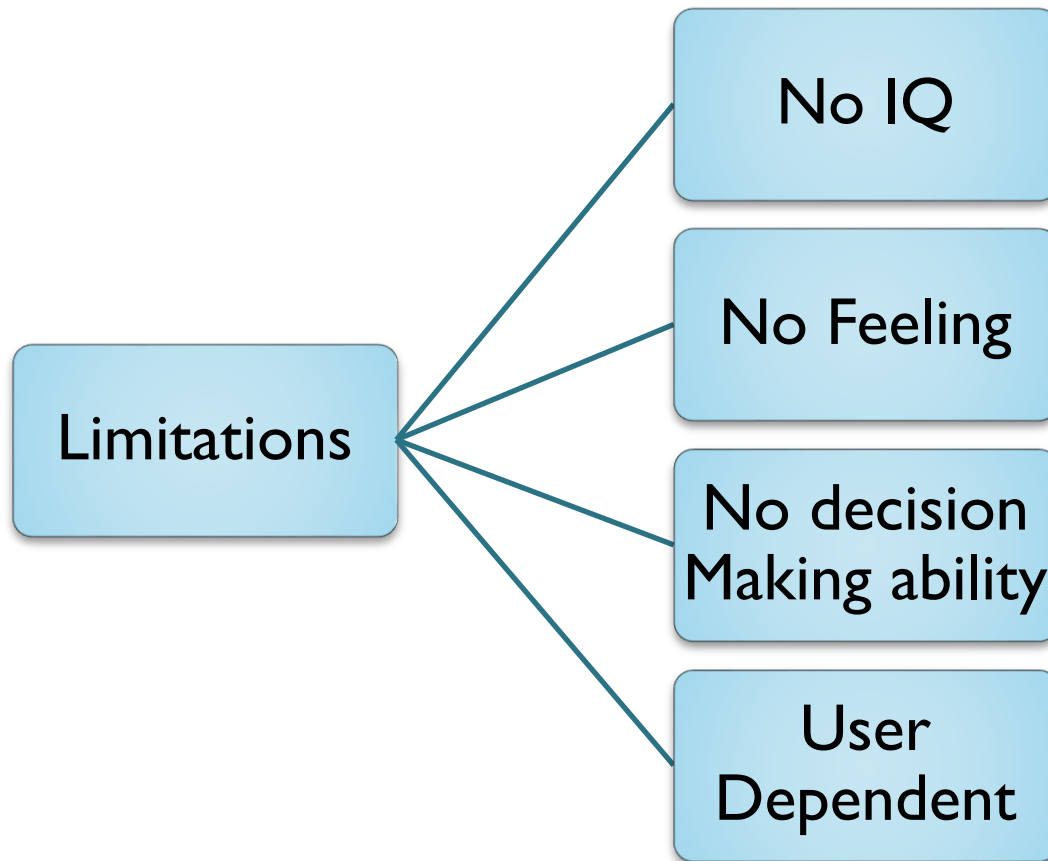 No IQ
No Feeling
Limitations
No decision
Making ability
User
Dependent